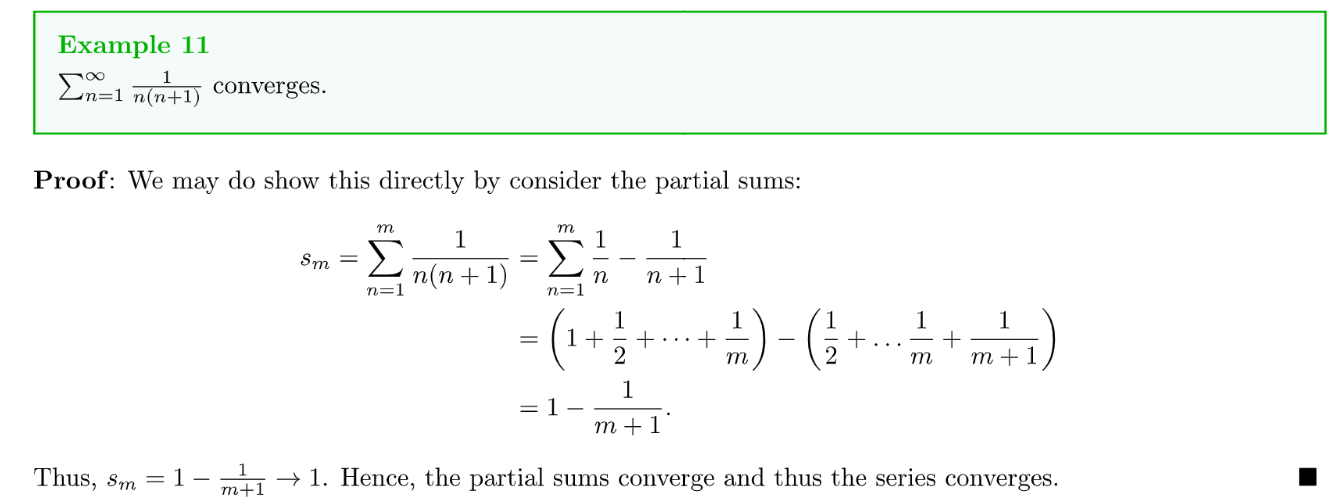 Example 11
$\sum_{n=1}^{\infty} \frac{1}{n(n+1)}$ converges.
Proof: We may do show this directly by consider the partial sums:
$s_m = \sum_{n=1}^{m} \frac{1}{n(n+1)} = \sum_{n=1}^{m} \frac{1}{n} - \frac{1}{n+1}$
$= \left(1 + \frac{1}{2} + \cdots + \frac{1}{m}\right) - \left(\frac{1}{2} + \ldots \frac{1}{m} + \frac{1}{m+1}\right)$
$= 1 - \frac{1}{m+1}.$
Thus, $s_m = 1 - \frac{1}{m+1} \to 1$. Hence, the partial sums converge and thus the series converges. ■